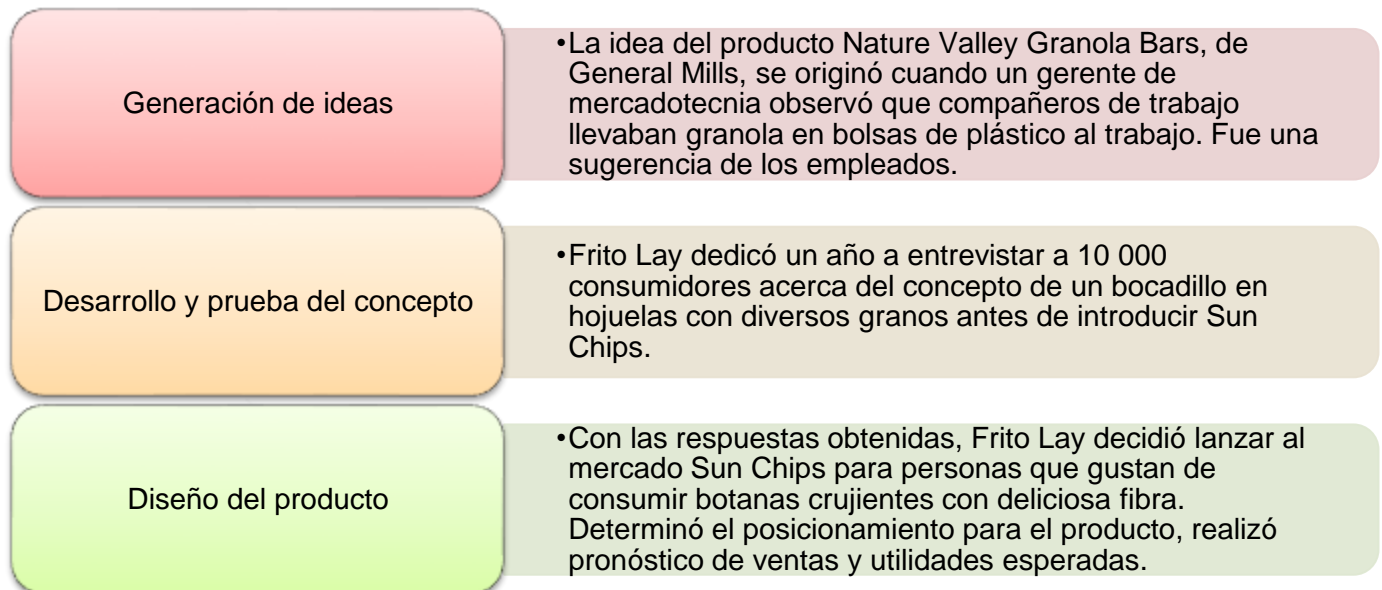 Generación de ideas
•La idea del producto Nature Valley Granola Bars, de
General Mills, se originó cuando un gerente de
mercadotecnia observó que compañeros de trabajo
llevaban granola en bolsas de plástico al trabajo. Fue una
sugerencia de los empleados.
Desarrollo y prueba del concepto
•Frito Lay dedicó un año a entrevistar a 10 000
consumidores acerca del concepto de un bocadillo en
hojuelas con diversos granos antes de introducir Sun
Chips.
Diseño del producto
•Con las respuestas obtenidas, Frito Lay decidió lanzar al
mercado Sun Chips para personas que gustan de
consumir botanas crujientes con deliciosa fibra.
Determinó el posicionamiento para el producto, realizó
pronóstico de ventas y utilidades esperadas.